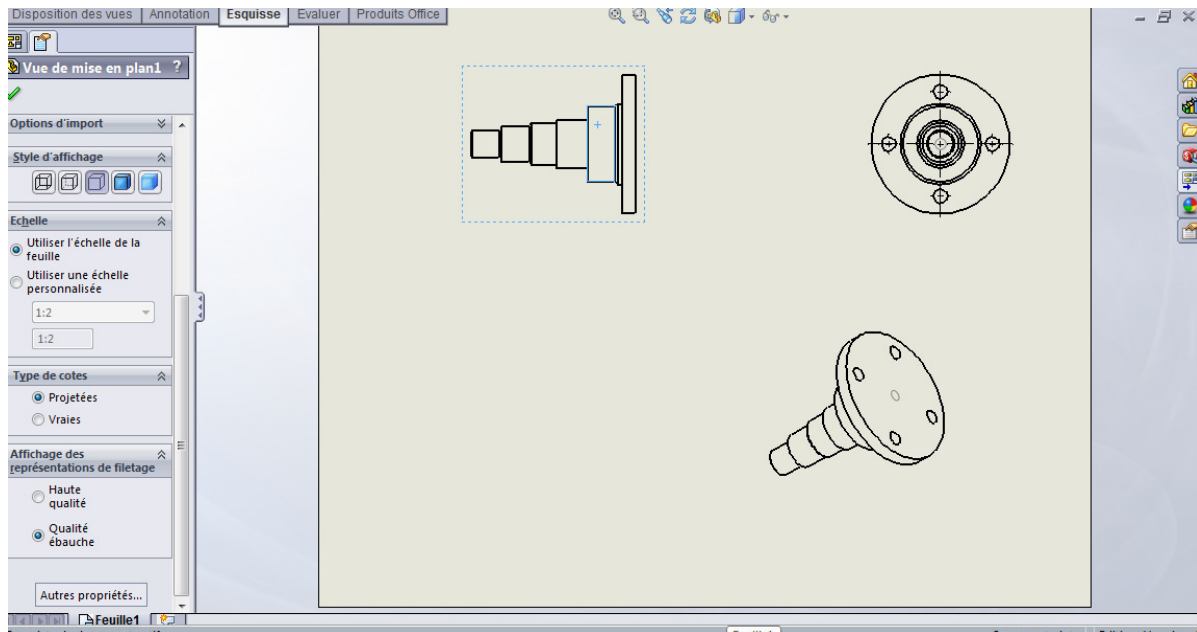 Disposition des vues Annotation Esquisse Evaluer Produits Office
Vue de mise en plan1 ?
Options d'import
Style d'affichage
Echelle
Utiliser l'échelle de la
feuille
Utiliser une échelle
personnalisée
1:2
1:2
Type de cotes
Projetées
Vraies
Affichage des
représentations de filetage
Haute
qualité
Qualité
ébauche
Autres propriétés...
Feuille1